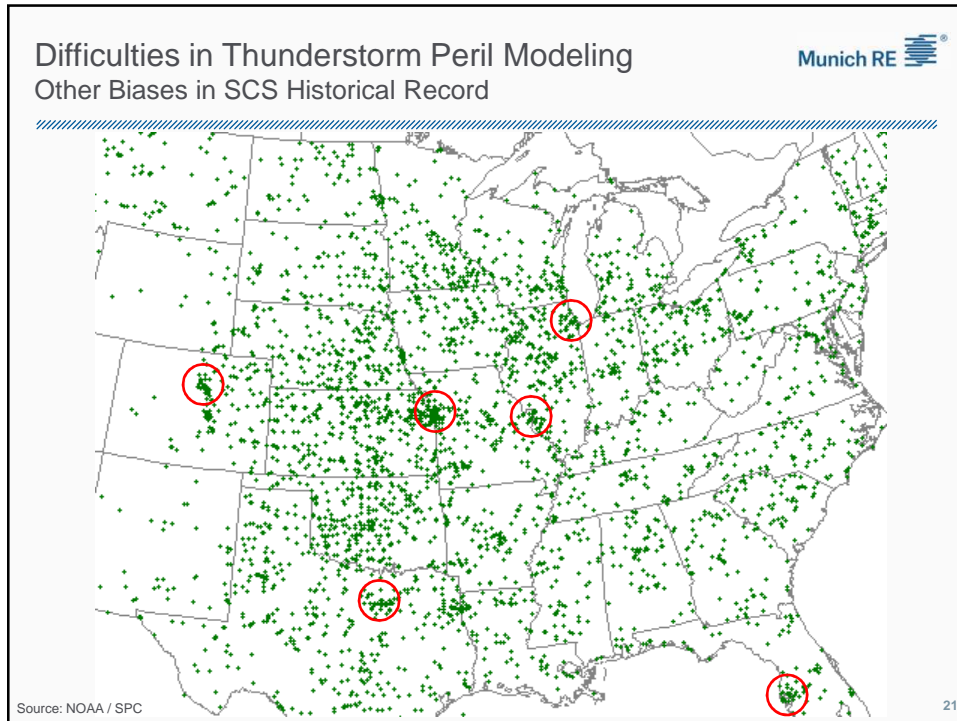 Difficulties in Thunderstorm Peril Modeling
Other Biases in SCS Historical Record
Munich RE ®
Source: NOAA / SPC
21